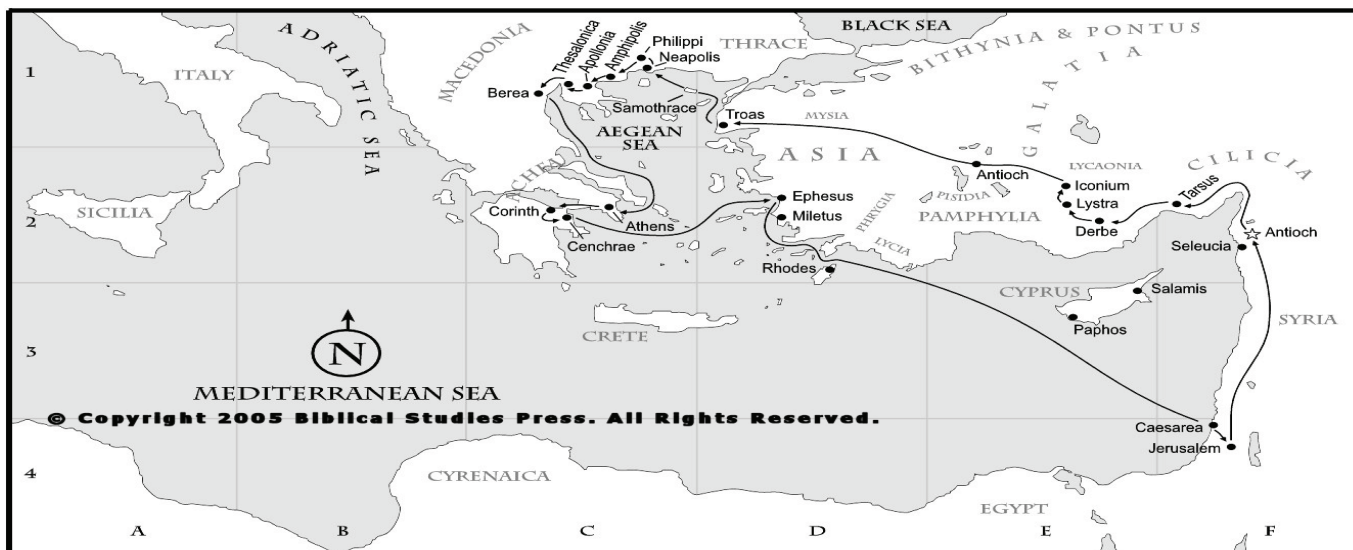 BLACK SEA
ADRIATIC SEA
ITALY
MACEDONIA
THRACE
BITHYNIA & PONTUS
GALATIA
1
Thesalonica
Apollonia
Amphipolis
Philippi
Neapolis
Berea
Samothrace
Troas
MYSIA
AEGEAN
SEA
ASIA
Antioch
LYCAONIA
CILICIA
ACHEA
Iconium
Tarsus
SICILIA
2
Corinth
Ephesus
Miletus
PHRYGIA
PISIDIA
PAMPHYLIA
Lystra
Derbe
Athens
Cenchrae
LYCIA
Antioch
Seleucia
Rhodes
CYPRUS
Salamis
Paphos
SYRIA
CRETE
3
N
MEDITERRANEAN SEA
© Copyright 2005 Biblical Studies Press. All Rights Reserved.
Caesarea
Jerusalem
4
CYRENAICA
EGYPT
A B C D E F